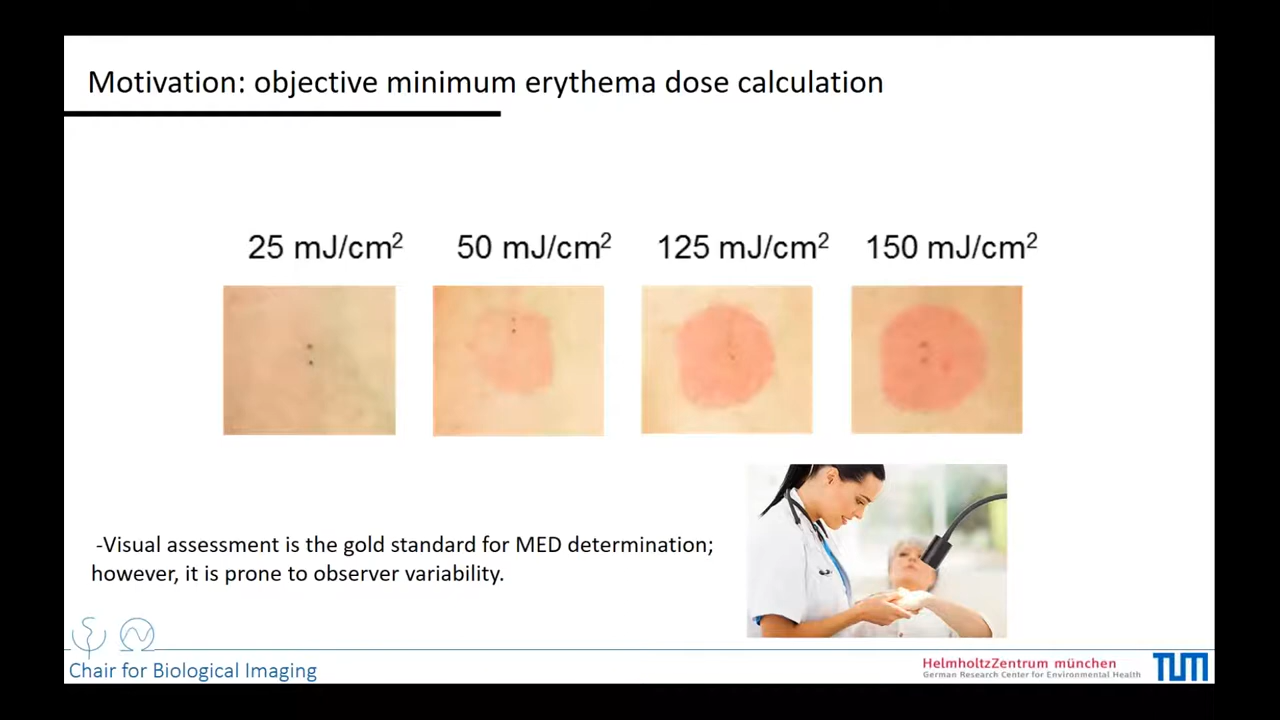 Motivation: objective minimum erythema dose calculation
25 mJ/cm² 50 mJ/cm² 125 mJ/cm² 150 mJ/cm²
-Visual assessment is the gold standard for MED determination;
however, it is prone to observer variability.
Chair for Biological Imaging
HelmholtzZentrum münchen
German Research Center for Environmental Health
TUM